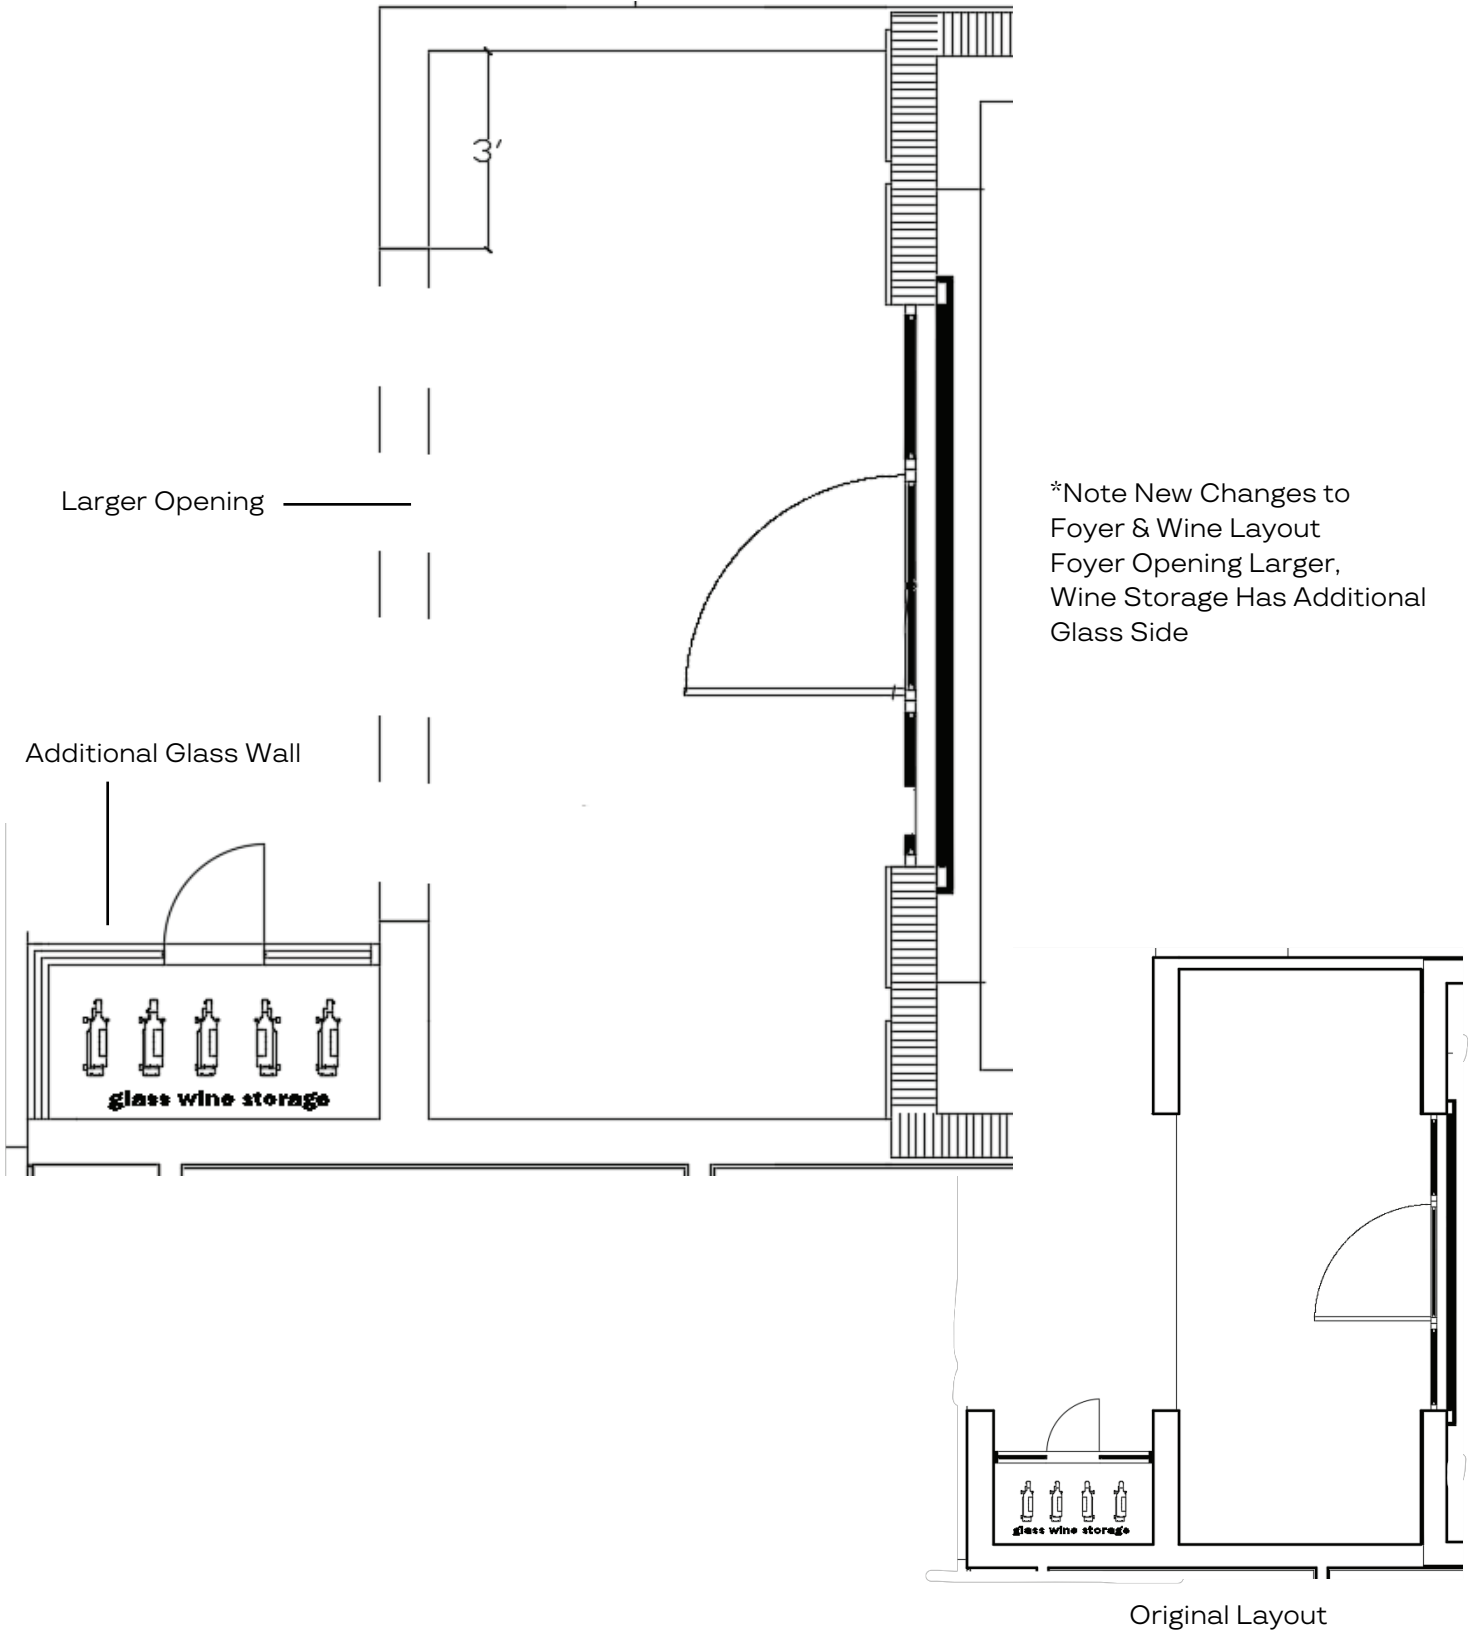 3'
Larger Opening
*Note New Changes to
Foyer & Wine Layout
Foyer Opening Larger,
Wine Storage Has Additional
Glass Side
Additional Glass Wall
glass wine storage
glass wine storage
Original Layout